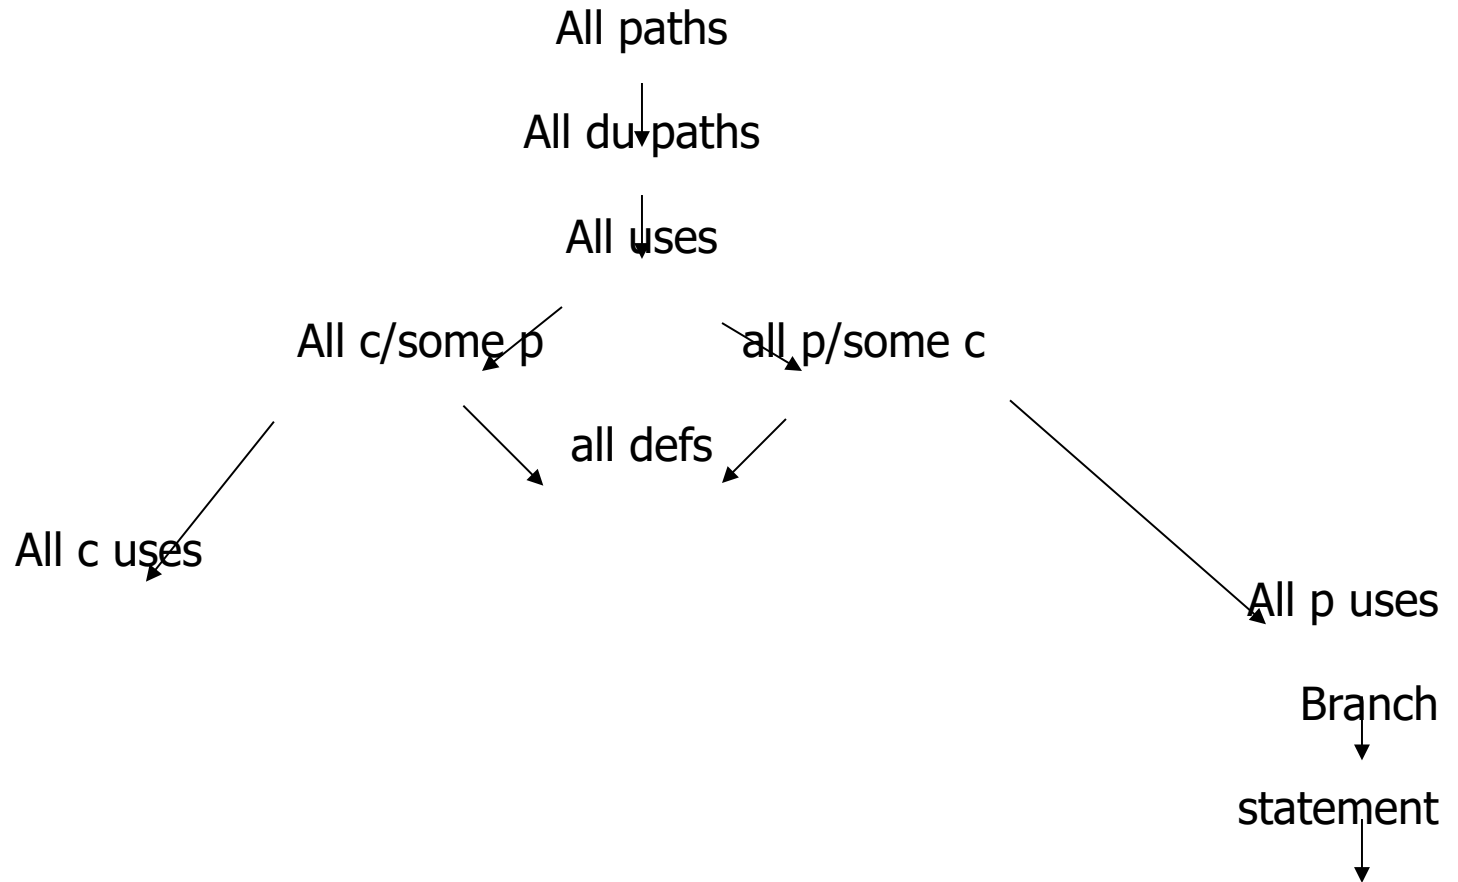 All paths
All du paths
All uses
All c/some p
all p/some c
all defs
All c uses
All p uses
Branch
statement